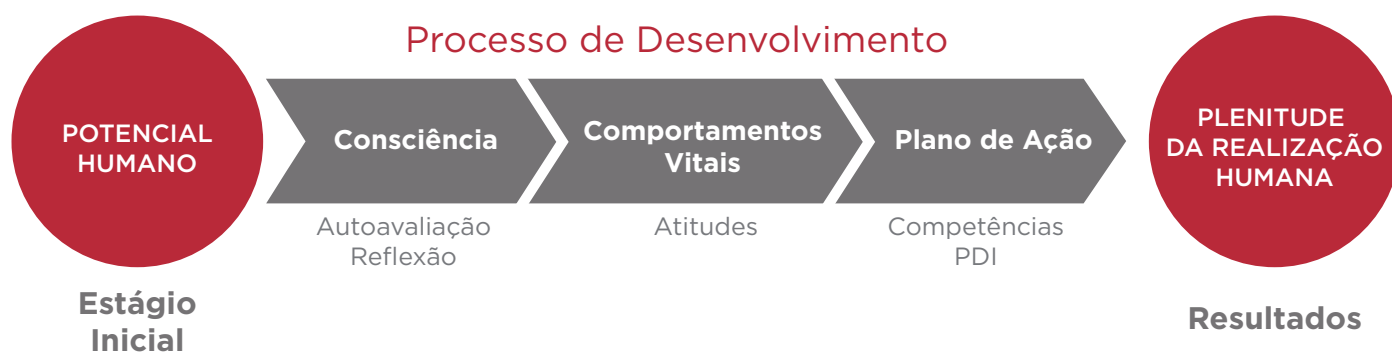 Processo de Desenvolvimento
POTENCIAL
HUMANO
Consciência
Comportamentos
Vitais
Plano de Ação
PLENITUDE
DA REALIZAÇÃO
HUMANA
Autoavaliação
Reflexão
Atitudes
Competências
PDI
Estágio
Inicial
Resultados